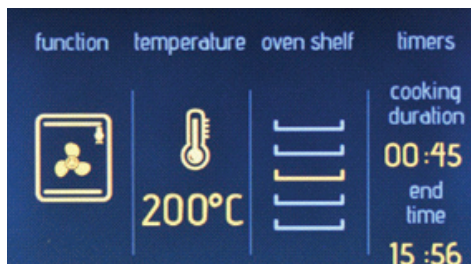 function temperature oven shelf timers
cooking
duration
00:45
200°C
end
time
15:56